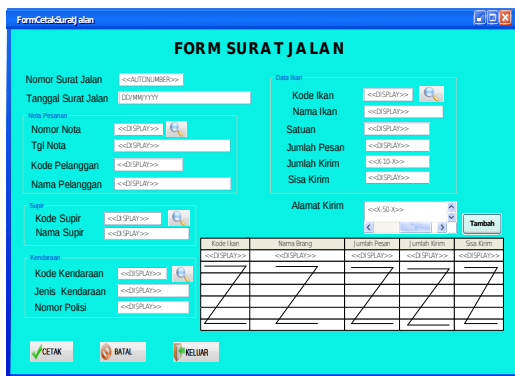 FormCetakSuratJalan
FORM SURAT JALAN
Nomor Surat Jalan <<AUTONUMBER>>
Tanggal Surat Jalan DD/MM/YYYY
Nota Pesanan
Nomor Nota <<DISPLAY>>
Tgl Nota <<DISPLAY>>
Kode Pelanggan <<DISPLAY>>
Nama Pelanggan <<DISPLAY>>
Supir
Kode Supir <<DISPLAY>>
Nama Supir <<DISPLAY>>
Kendaraan
Kode Kendaraan <<DISPLAY>>
Jenis Kendaraan <<DISPLAY>>
Nomor Polisi <<DISPLAY>>
Data Ikan
Kode Ikan <<DISPLAY>>
Nama Ikan <<DISPLAY>>
Satuan <<DISPLAY>>
Jumlah Pesan <<DISPLAY>>
Jumlah Kirim <<X-10-X>>
Sisa Kirim <<DISPLAY>>
Alamat Kirim <<X-50-X>>
Tambah
Kode Ikan Nama Brang Jumlah Pesan Jumlah Kirim Sisa Kirim
<<DISPLAY>> <<DISPLAY>> <<DISPLAY>> <<DISPLAY>> <<DISPLAY>>
CETAK BATAL KELUAR